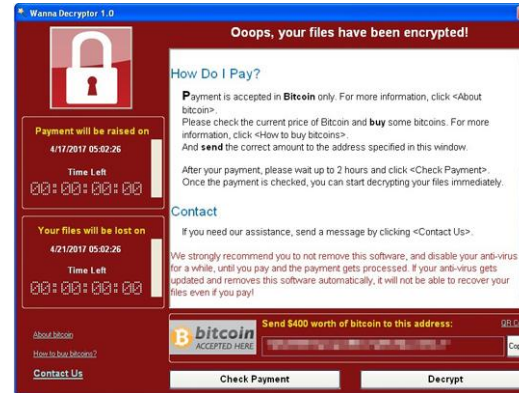 Wanna Decryptor 1.0
Ooops, your files have been encrypted!
How Do I Pay?
Payment is accepted in Bitcoin only. For more information, click <About
bitcoin>.
Please check the current price of Bitcoin and buy some bitcoins. For more
information, click <How to buy bitcoins>.
And send the correct amount to the address specified in this window.
After your payment, please wait up to 2 hours and click <Check Payment>.
Once the payment is checked, you can start decrypting your files immediately.
Contact
If you need our assistance, send a message by clicking <Contact Us>.
We strongly recommend you to not remove this software, and disable your anti-virus
for a while, until you pay and the payment gets processed. If your anti-virus gets
updated and removes this software automatically, it will not be able to recover your
files even if you pay!
Payment will be raised on
4/17/2017 05:02:26
Time Left
00:00:00:00
Your files will be lost on
4/21/2017 05:02:26
Time Left
00:00:00:00
About bitcoin
How to buy bitcoins?
Contact Us
bitcoin
ACCEPTED HERE
Send $400 worth of bitcoin to this address:
QR
Check Payment
Decrypt